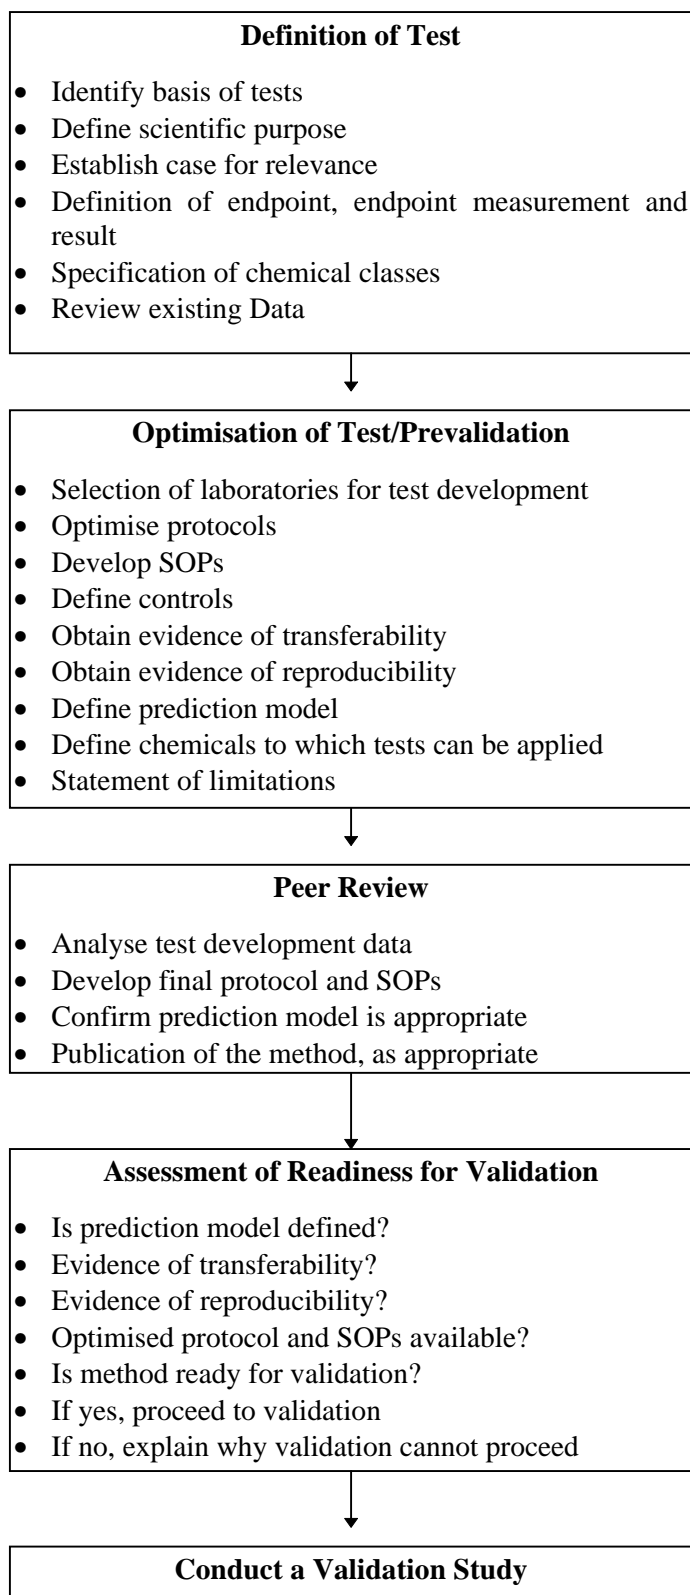 Definition of Test
• Identify basis of tests
• Define scientific purpose
• Establish case for relevance
• Definition of endpoint, endpoint measurement and
result
• Specification of chemical classes
• Review existing Data
Optimisation of Test/Prevalidation
• Selection of laboratories for test development
• Optimise protocols
• Develop SOPs
• Define controls
• Obtain evidence of transferability
• Obtain evidence of reproducibility
• Define prediction model
• Define chemicals to which tests can be applied
• Statement of limitations
Peer Review
• Analyse test development data
• Develop final protocol and SOPs
• Confirm prediction model is appropriate
• Publication of the method, as appropriate
Assessment of Readiness for Validation
• Is prediction model defined?
• Evidence of transferability?
• Evidence of reproducibility?
• Optimised protocol and SOPs available?
• Is method ready for validation?
• If yes, proceed to validation
• If no, explain why validation cannot proceed
Conduct a Validation Study